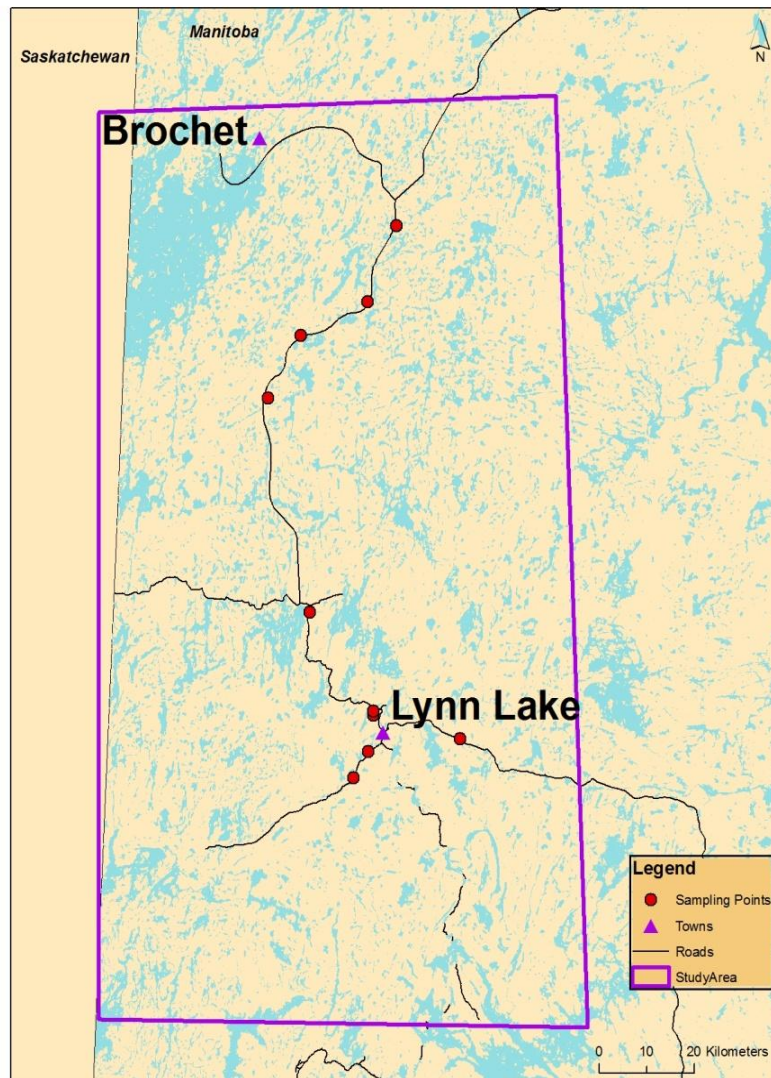 Manitoba
Saskatchewan
N
Brochet
Lynn Lake
Legend
Sampling Points
Towns
Roads
StudyArea
0 10 20 Kilometers